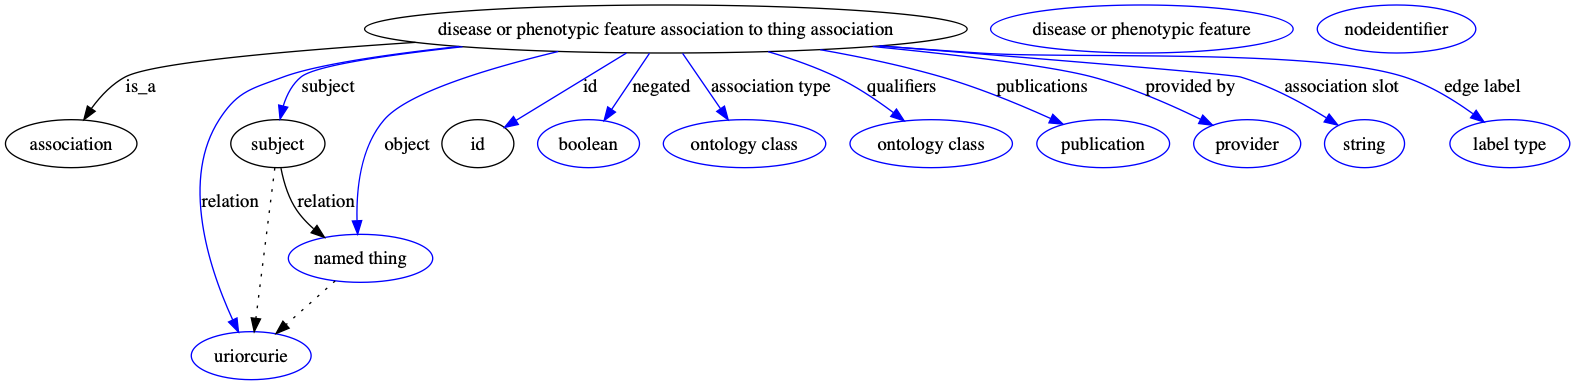 disease or phenotypic feature association to thing association
disease or phenotypic feature
nodeidentifier
is_a
subject
id
negated
association type
qualifiers
publications
provided by
association slot
edge label
association
subject
object
id
boolean
ontology class
ontology class
publication
provider
string
label type
relation
relation
named thing
uriorcurie